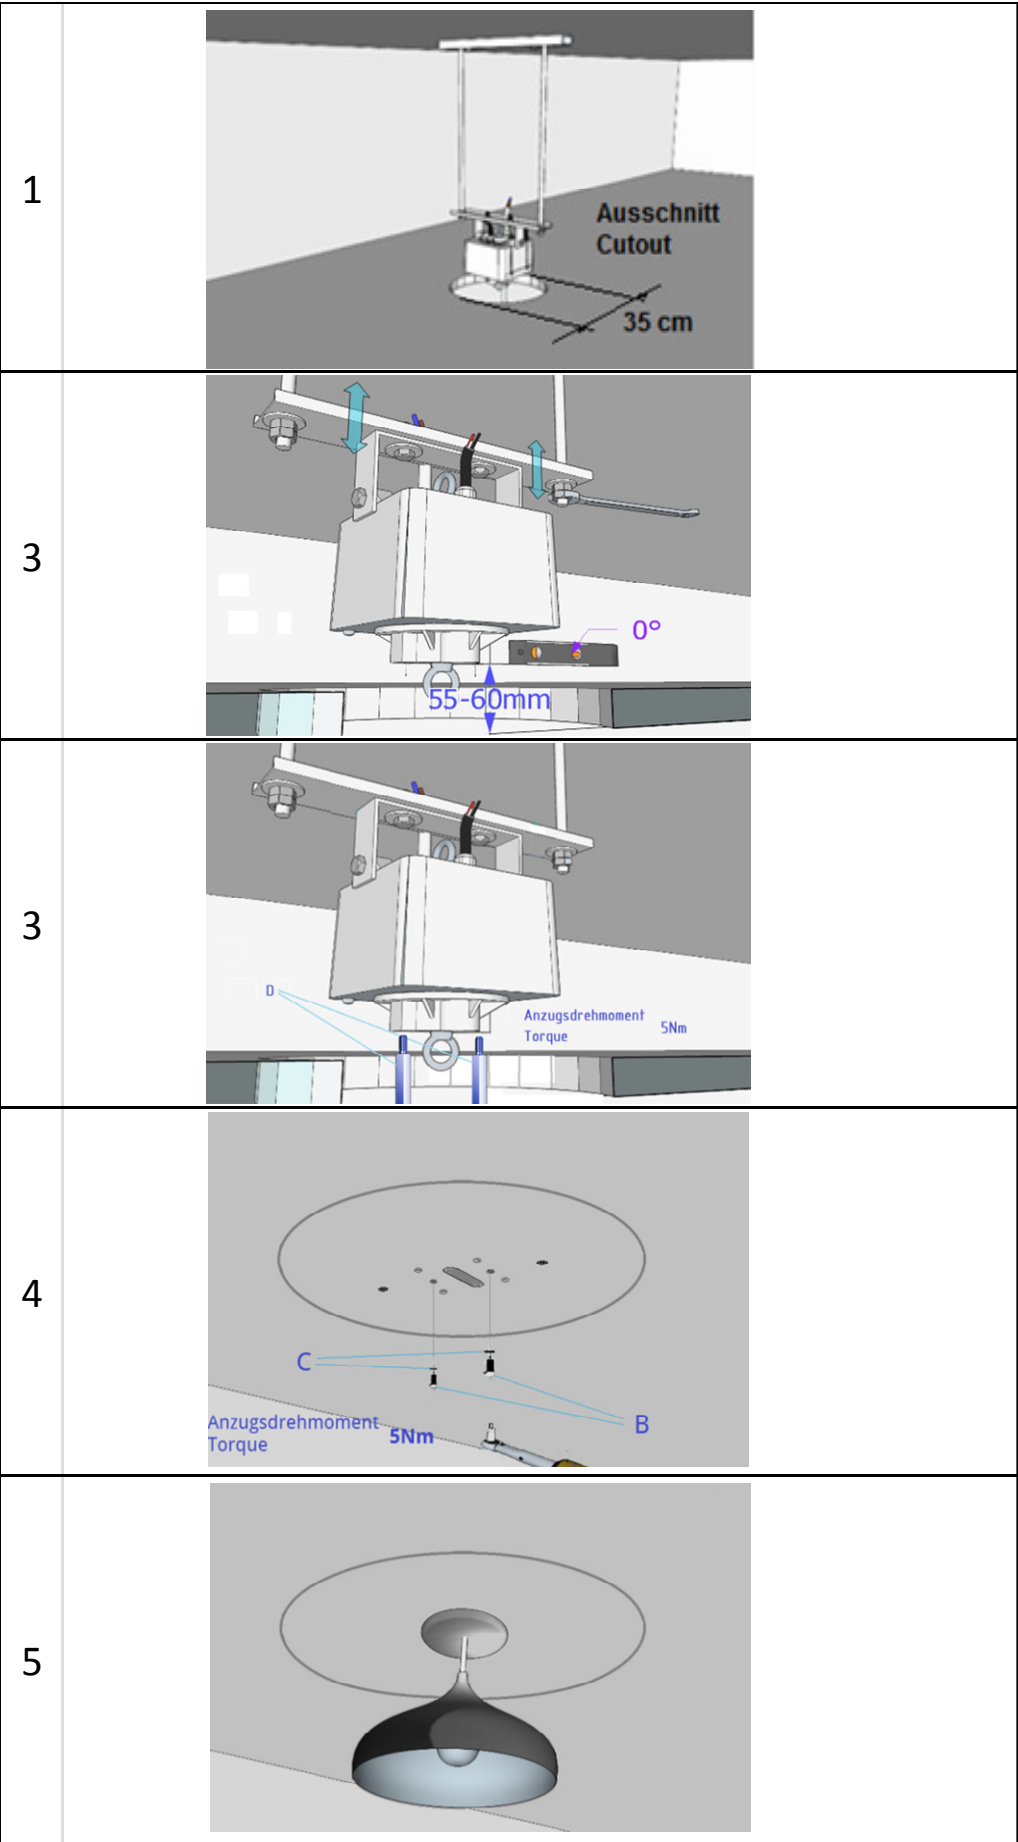 1
Ausschnitt
Cutout
35 cm
3
0°
55-60mm
3
D
Anzugsdrehmoment
Torque
5Nm
4
C
B
Anzugsdrehmoment
Torque
5Nm
5